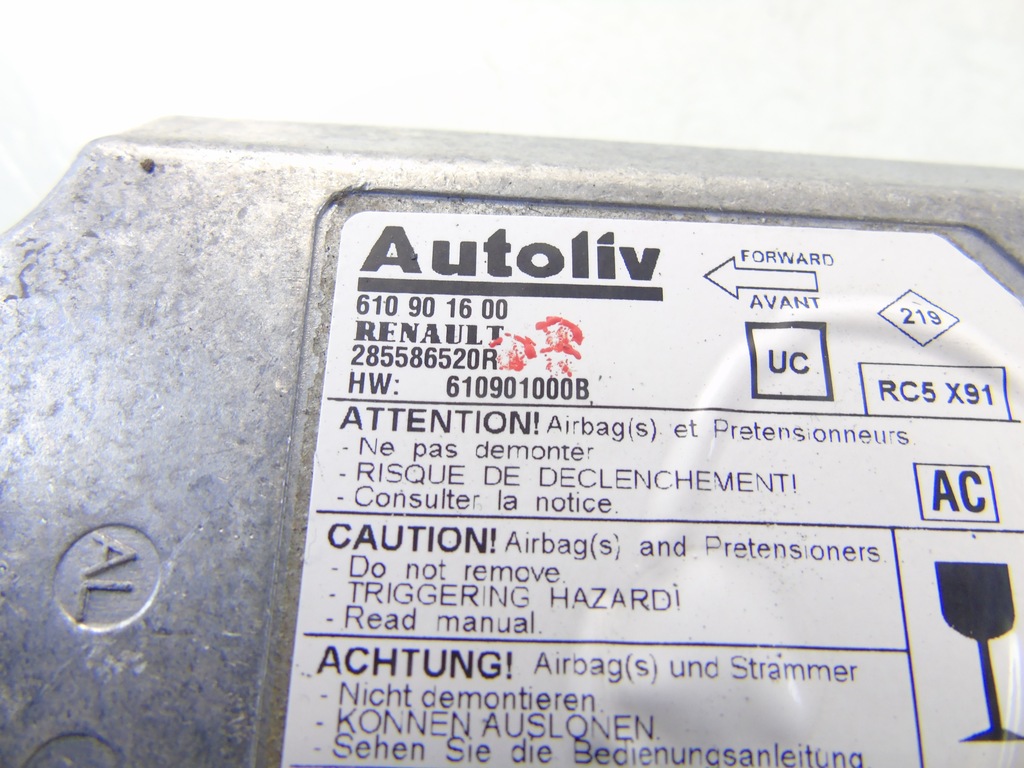 Autoliv
FORWARD
AVANT
610 90 16 00
RENAULT
285586520R
HW: 610901000B
UC
219
RC5 X91
ATTENTION! Airbag(s) et Pretensionneurs
- Ne pas demonter
- RISQUE DE DECLENCHEMENT!
- Consulter la notice.
AC
CAUTION! Airbag(s) and Pretensioners
- Do not remove.
- TRIGGERING HAZARD!
- Read manual.
ACHTUNG! Airbag(s) und Strammer
- Nicht demontieren.
- KONNEN AUSLONEN.
- Sehen Sie die Bedienungsanleitung.
AL